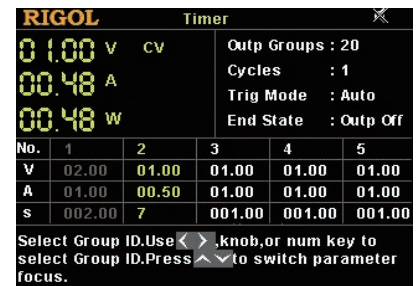 RIGOL Timer
01.00 V CV
00.48 A
00.48 W
Outp Groups : 20
Cycles : 1
Trig Mode : Auto
End State : Outp Off
No. 1 2 3 4 5
V 02.00 01.00 01.00 01.00 01.00
A 01.00 00.50 01.00 01.00 01.00
s 002.00 7 001.00 001.00 001.00
Select Group ID.Use < > ,knob,or num key to
select Group ID.Press ∧ ∨ to switch parameter
focus.